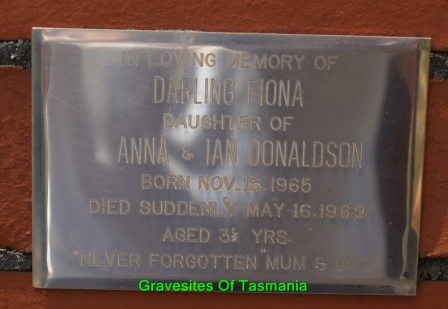 IN LOVING MEMORY OF
DARLING FIONA
DAUGHTER OF
ANNA & IAN DONALDSON
BORN NOV. 1965
DIED SUDDENLY MAY 16. 1969
AGED 3½ YRS.
"NEVER FORGOTTEN" MUM & DAD
Gravesites Of Tasmania